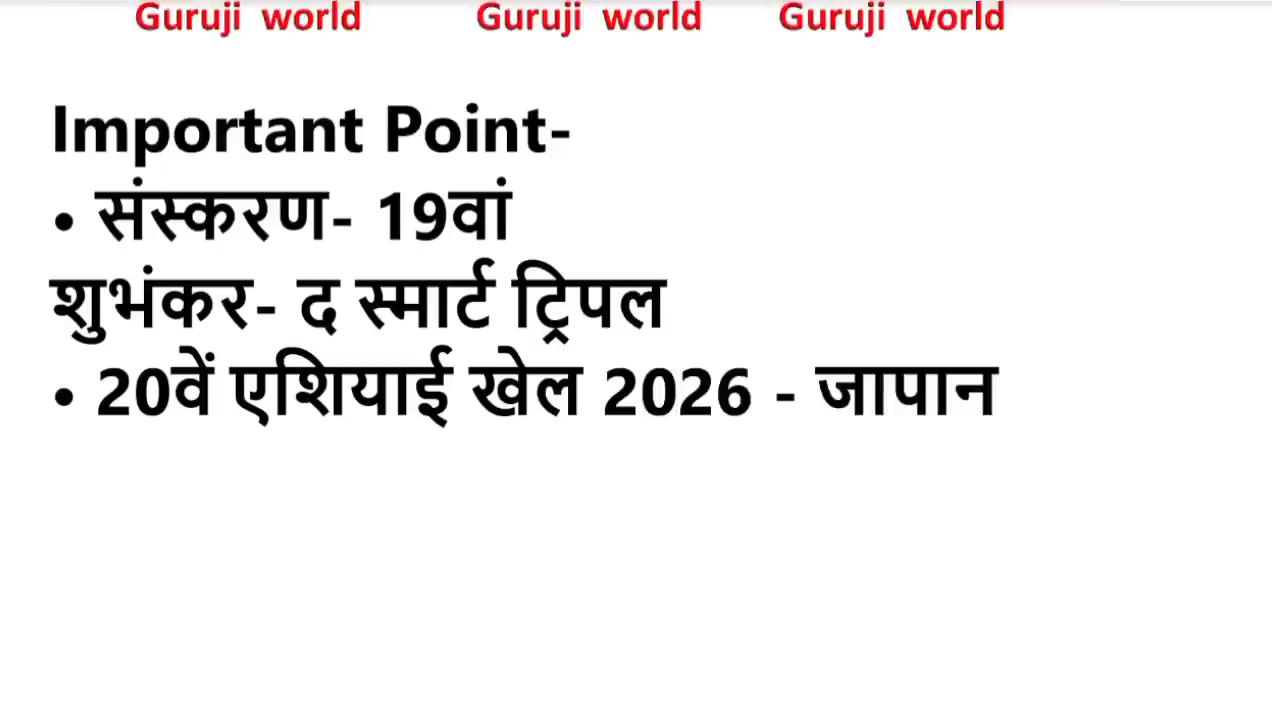 Guruji world Guruji world Guruji world
Important Point-
• संस्करण- 19वां
शुभंकर- द स्मार्ट ट्रिपल
• 20वें एशियाई खेल 2026 - जापान